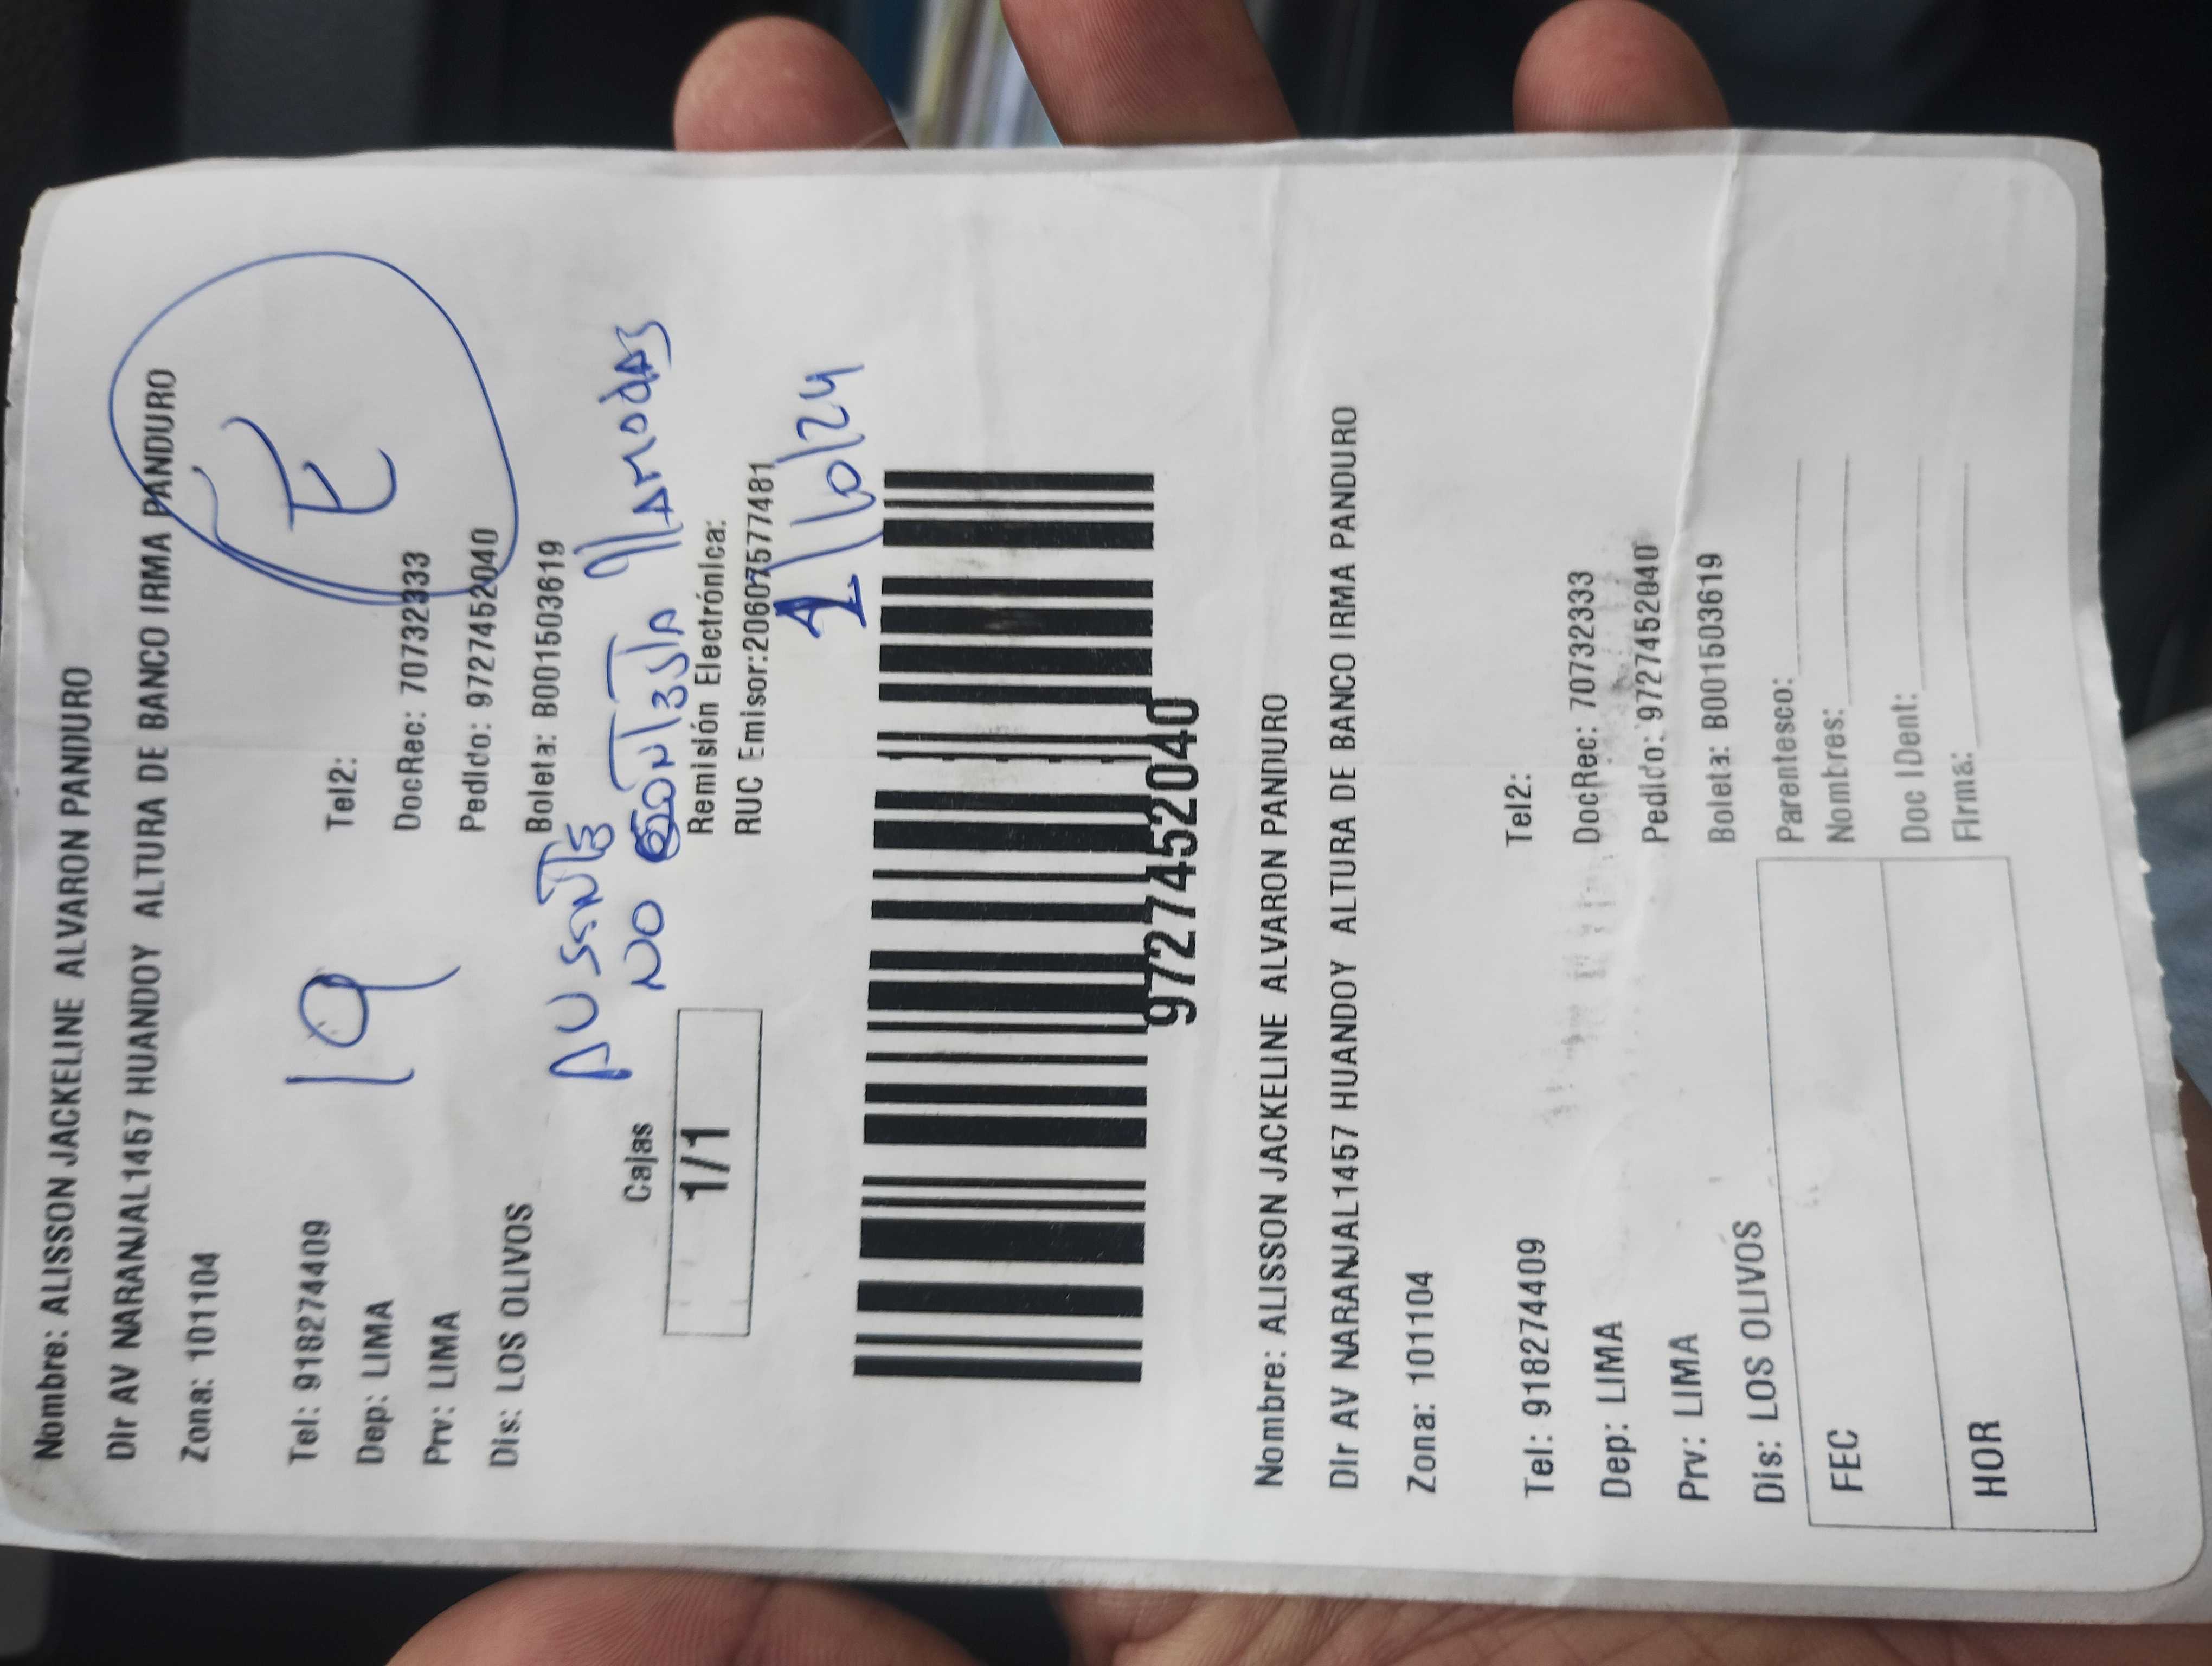 Nombre: ALISSON JACKELINE ALVARON PANDURO
Dir AV NARANJAL1457 HUANDOY ALTURA DE BANCO IRMA PANDURO
Zona: 101104
Tel: 918274409
Tel2:
19
E
Dep: LIMA
DocRec: 70732333
Prv: LIMA
Pedido: 9727452040
Dis: LOS OLIVOS
Boleta: B001503619
AUSENTE
NO CONTESTA llamadas
Cajas
1/1
Remisión Electrónica:
RUC Emisor:20607577481
1/10/24
9727452040
Nombre: ALISSON JACKELINE ALVARON PANDURO
Dir AV NARANJAL1457 HUANDOY ALTURA DE BANCO IRMA PANDURO
Zona: 101104
Tel: 918274409
Tel2:
Dep: LIMA
DocRec: 70732333
Prv: LIMA
Pedido: 9727452040
Dis: LOS OLIVOS
Boleta: B001503619
FEC
Parentesco:
Nombres:
HOR
Doc IDent:
Firma: